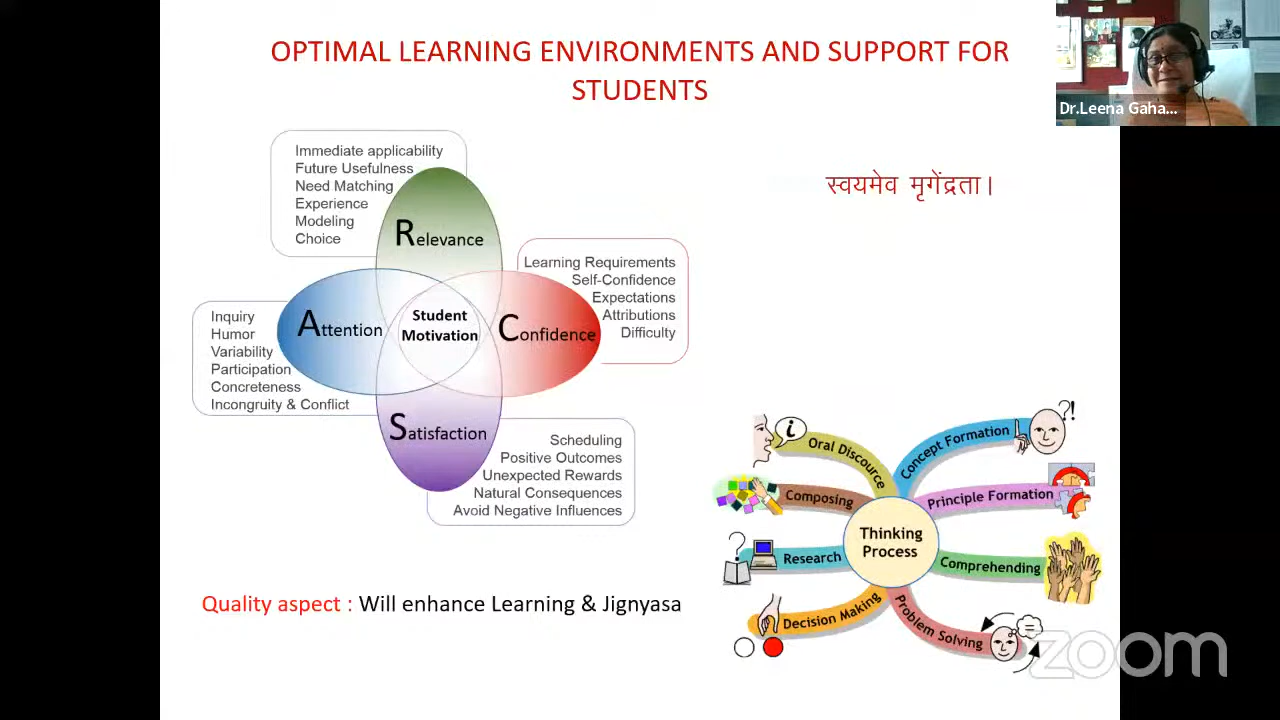 OPTIMAL LEARNING ENVIRONMENTS AND SUPPORT FOR
STUDENTS
Dr.Leena Gaha...
स्वयमेव मृगेंद्रता।
Immediate applicability
Future Usefulness
Need Matching
Experience
Modeling
Choice
Relevance
Learning Requirements
Self-Confidence
Expectations
Attributions
Difficulty
Confidence
Inquiry
Humor
Variability
Participation
Concreteness
Incongruity & Conflict
Attention
Student
Motivation
Satisfaction
Scheduling
Positive Outcomes
Unexpected Rewards
Natural Consequences
Avoid Negative Influences
Quality aspect : Will enhance Learning & Jignyasa
i
Oral Discource
Composing
?
Research
Decision Making
Thinking
Process
Concept Formation
?!
Principle Formation
Comprehending
Problem Solving
zoom